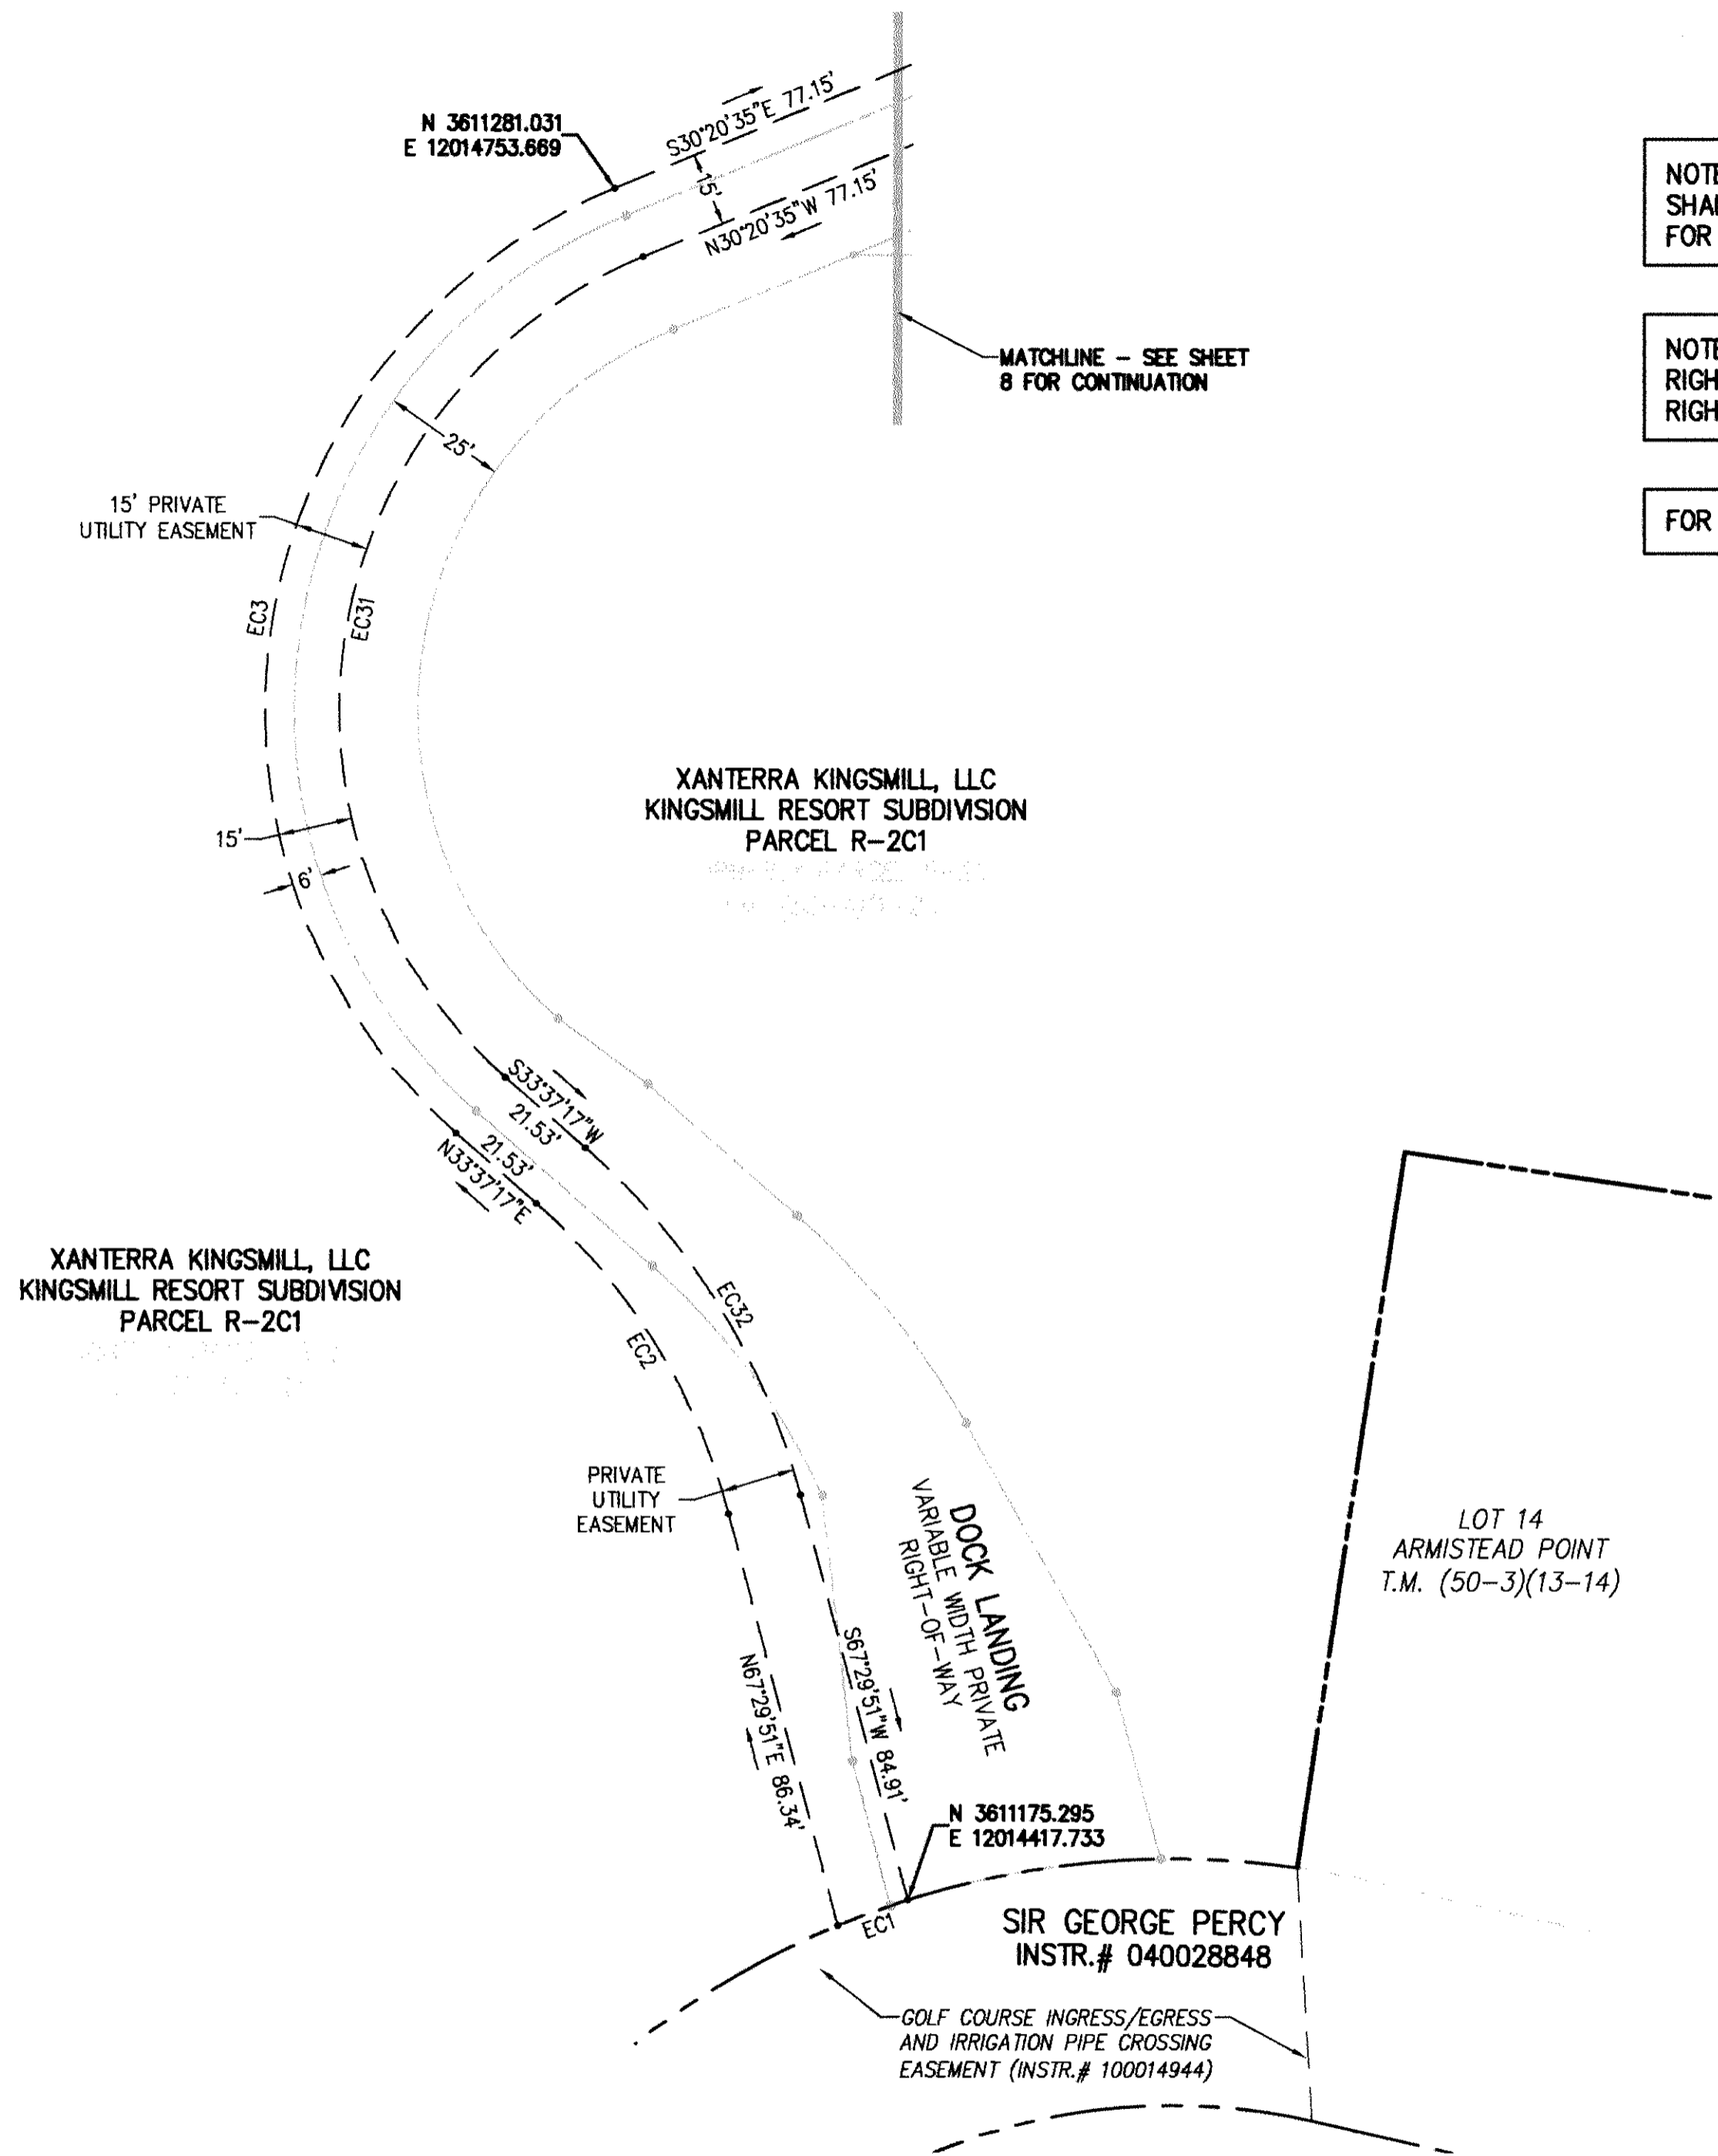 N 3611281.031
E 12014753.669
S30°20'35"E 77.15'
15'
N30°20'35"W 77.15'
NOTE
SHAL
FOR
NOTE
RIGH
RIGH
FOR
MATCHLINE - SEE SHEET
8 FOR CONTINUATION
25'
15' PRIVATE
UTILITY EASEMENT
EC3
EC31
XANTERRA KINGSMILL, LLC
KINGSMILL RESORT SUBDIVISION
PARCEL R-2C1
15'
6'
S33°37'17"W
21.53'
21.53'
N33°37'17"E
XANTERRA KINGSMILL, LLC
KINGSMILL RESORT SUBDIVISION
PARCEL R-2C1
EC32
EC2
PRIVATE
UTILITY
EASEMENT
DOCK LANDING
VARIABLE WIDTH PRIVATE
RIGHT-OF-WAY
LOT 14
ARMISTEAD POINT
T.M. (50-3)(13-14)
S67°29'51"W 84.91'
N67°29'51"E 86.34'
N 3611175.295
E 12014417.733
EC1
SIR GEORGE PERCY
INSTR.# 040028848
GOLF COURSE INGRESS/EGRESS
AND IRRIGATION PIPE CROSSING
EASEMENT (INSTR.# 100014944)